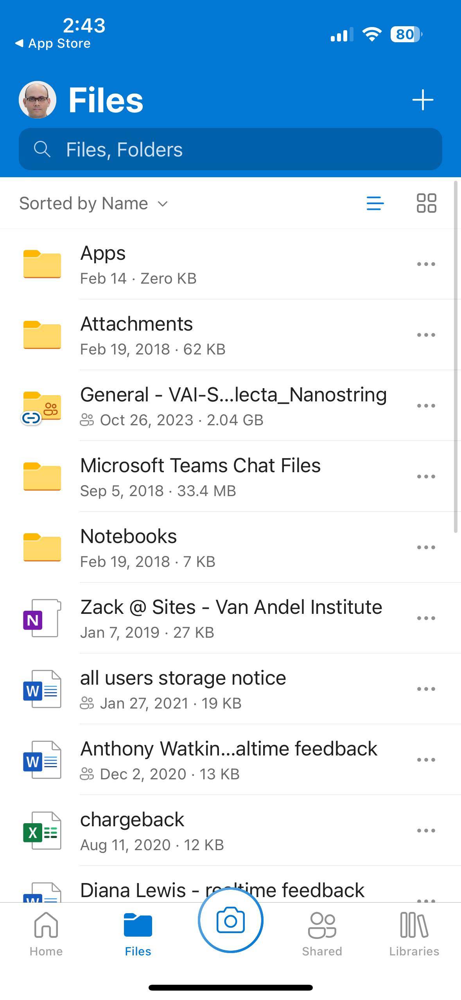 2:43
App Store
80
Files
Files, Folders
Sorted by Name
Apps
Feb 14 · Zero KB
Attachments
Feb 19, 2018 · 62 KB
General - VAI-S...lecta_Nanostring
Oct 26, 2023 · 2.04 GB
Microsoft Teams Chat Files
Sep 5, 2018 · 33.4 MB
Notebooks
Feb 19, 2018 · 7 KB
N
Zack @ Sites - Van Andel Institute
Jan 7, 2019 · 27 KB
W
all users storage notice
Jan 27, 2021 · 19 KB
W
Anthony Watkin...altime feedback
Dec 2, 2020 · 13 KB
X
chargeback
Aug 11, 2020 · 12 KB
W
Diana Lewis - realtime feedback
Home
Files
Shared
Libraries